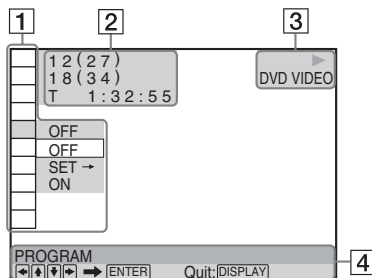 1
2
3
12(27)
18(34)
T 1:32:55
DVD VIDEO
OFF
OFF
SET →
ON
PROGRAM
ENTER Quit: DISPLAY
4